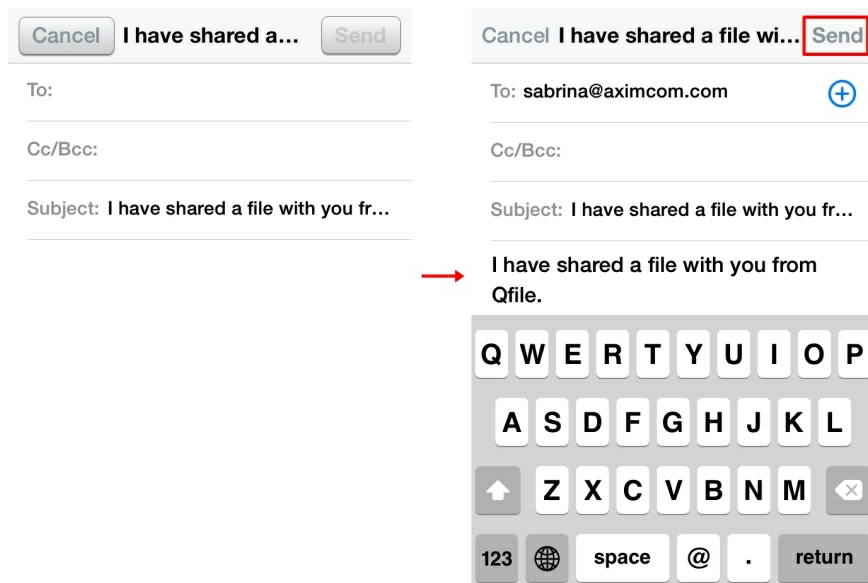 Cancel I have shared a... Send
To:
Cc/Bcc:
Subject: I have shared a file with you fr...
Cancel I have shared a file wi... Send
To: sabrina@aximcom.com
Cc/Bcc:
Subject: I have shared a file with you fr...
I have shared a file with you from
Qfile.
Q W E R T Y U I O P
A S D F G H J K L
Z X C V B N M
123 space @ . return